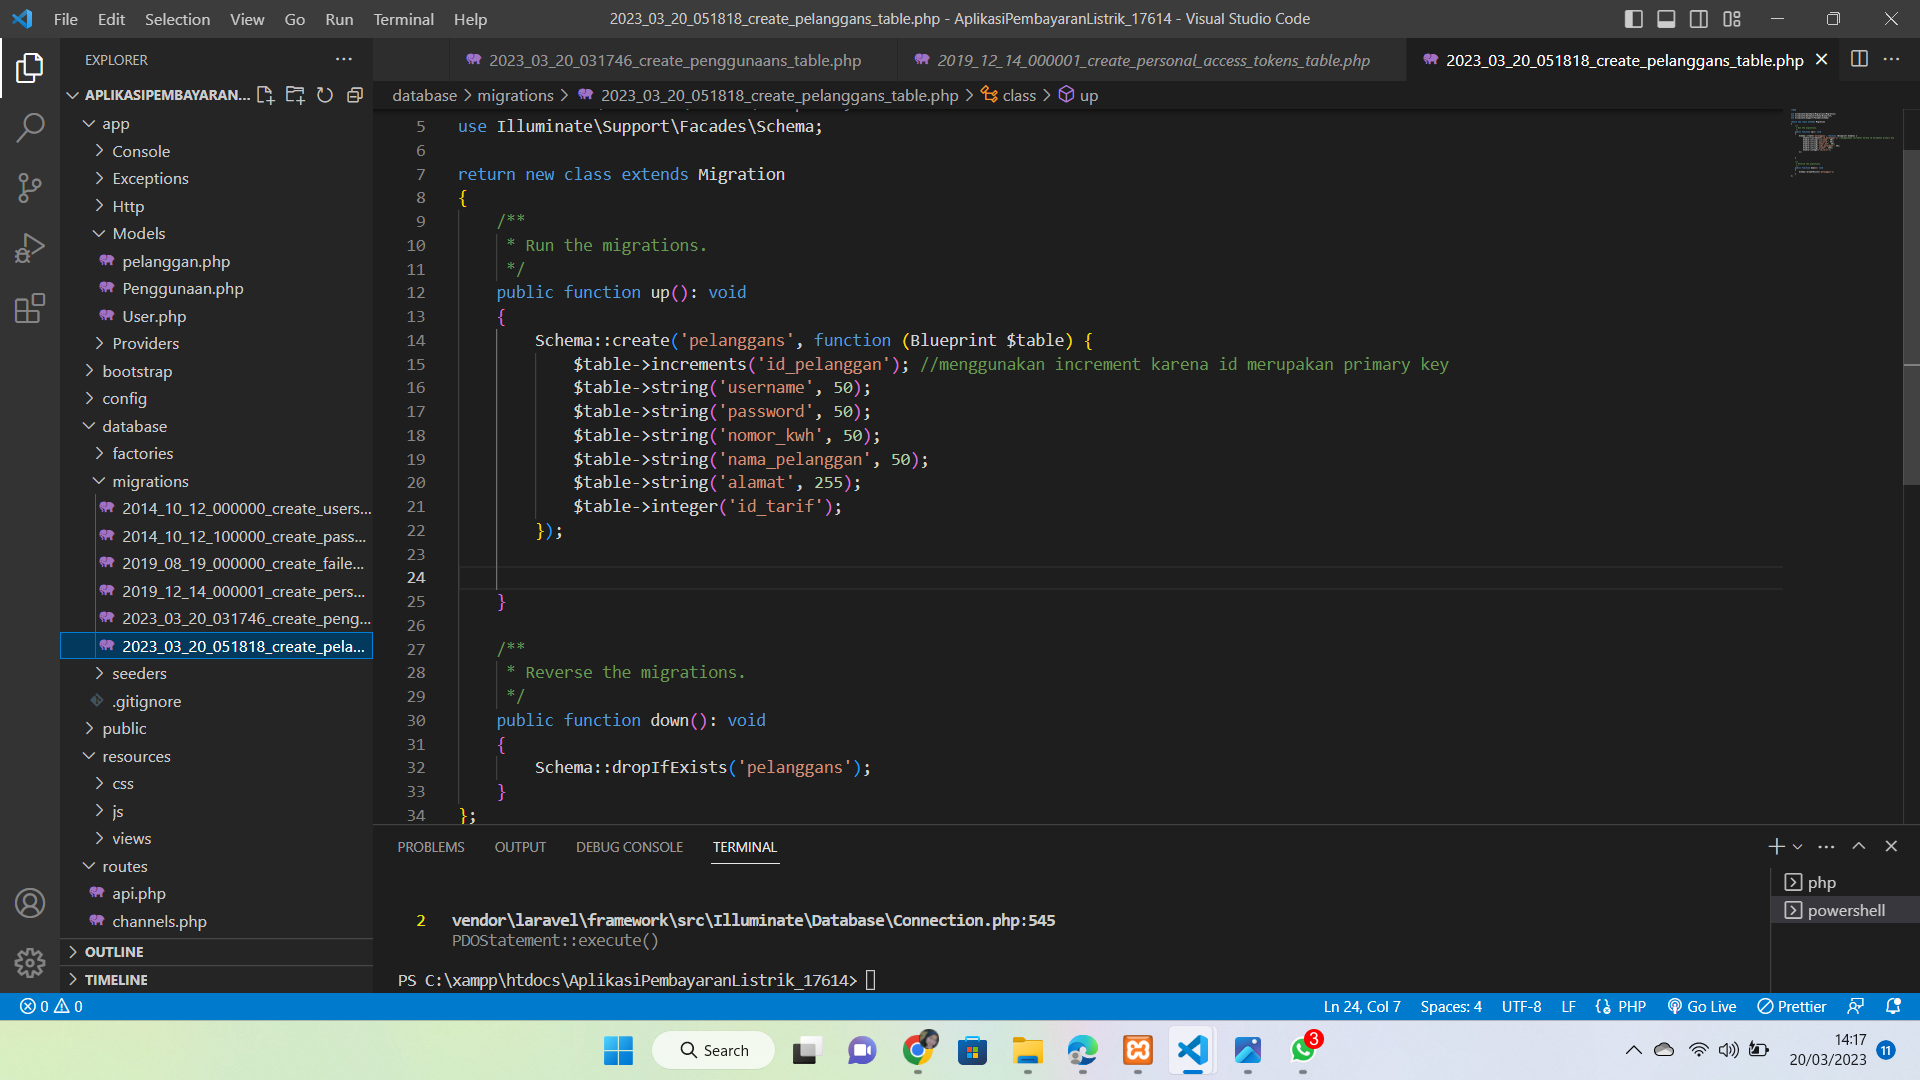 File Edit Selection View Go Run Terminal Help
2023_03_20_051818_create_pelanggans_table.php - AplikasiPembayaranListrik_17614 - Visual Studio Code
EXPLORER
APLIKASIPEMBAYARAN...
app
Console
Exceptions
Http
Models
pelanggan.php
Penggunaan.php
User.php
Providers
bootstrap
config
database
factories
migrations
2014_10_12_000000_create_users...
2014_10_12_100000_create_pass...
2019_08_19_000000_create_faile...
2019_12_14_000001_create_pers...
2023_03_20_031746_create_peng...
2023_03_20_051818_create_pela...
seeders
.gitignore
public
resources
css
js
views
routes
api.php
channels.php
OUTLINE
TIMELINE
2023_03_20_031746_create_penggunaans_table.php
2019_12_14_000001_create_personal_access_tokens_table.php
2023_03_20_051818_create_pelanggans_table.php
database > migrations > 2023_03_20_051818_create_pelanggans_table.php > class > up
5 use Illuminate\Support\Facades\Schema;
6
7 return new class extends Migration
8 {
9 /**
10 * Run the migrations.
11 */
12 public function up(): void
13 {
14 Schema::create('pelanggans', function (Blueprint $table) {
15 $table->increments('id_pelanggan'); //menggunakan increment karena id merupakan primary key
16 $table->string('username', 50);
17 $table->string('password', 50);
18 $table->string('nomor_kwh', 50);
19 $table->string('nama_pelanggan', 50);
20 $table->string('alamat', 255);
21 $table->integer('id_tarif');
22 });
23
24
25 }
26
27 /**
28 * Reverse the migrations.
29 */
30 public function down(): void
31 {
32 Schema::dropIfExists('pelanggans');
33 }
34 };
PROBLEMS OUTPUT DEBUG CONSOLE TERMINAL
2 vendor\laravel\framework\src\Illuminate\Database\Connection.php:545
PDOStatement::execute()
PS C:\xampp\htdocs\AplikasiPembayaranListrik_17614>
php
powershell
0 0
Ln 24, Col 7 Spaces: 4 UTF-8 LF PHP Go Live Prettier
Search
3
14:17
20/03/2023
11